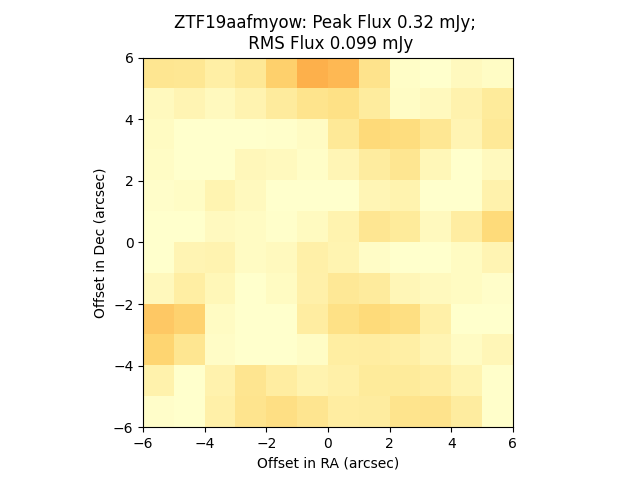 ZTF19aafmyow: Peak Flux 0.32 mJy;
RMS Flux 0.099 mJy
6
4
2
0
−2
−4
−6
Offset in Dec (arcsec)
−6 −4 −2 0 2 4 6
Offset in RA (arcsec)